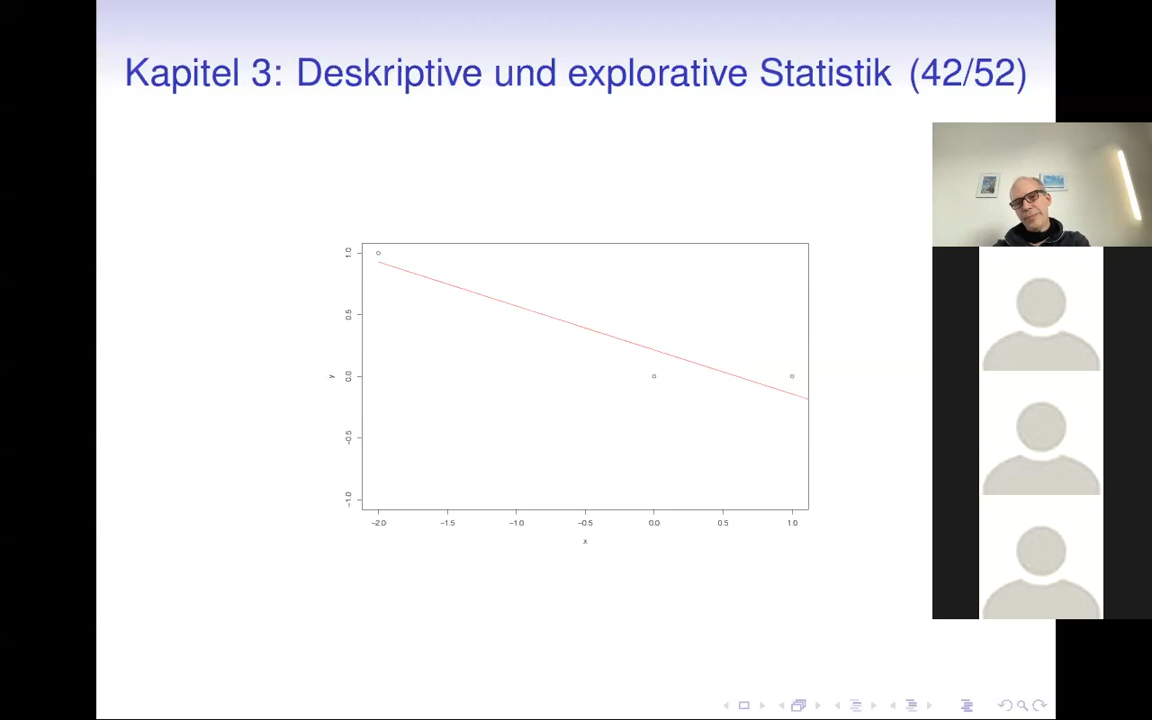 Kapitel 3: Deskriptive und explorative Statistik (42/52)
1.0
0.5
y
0.0
−0.5
−1.0
−2.0 −1.5 −1.0 −0.5 0.0 0.5 1.0
x